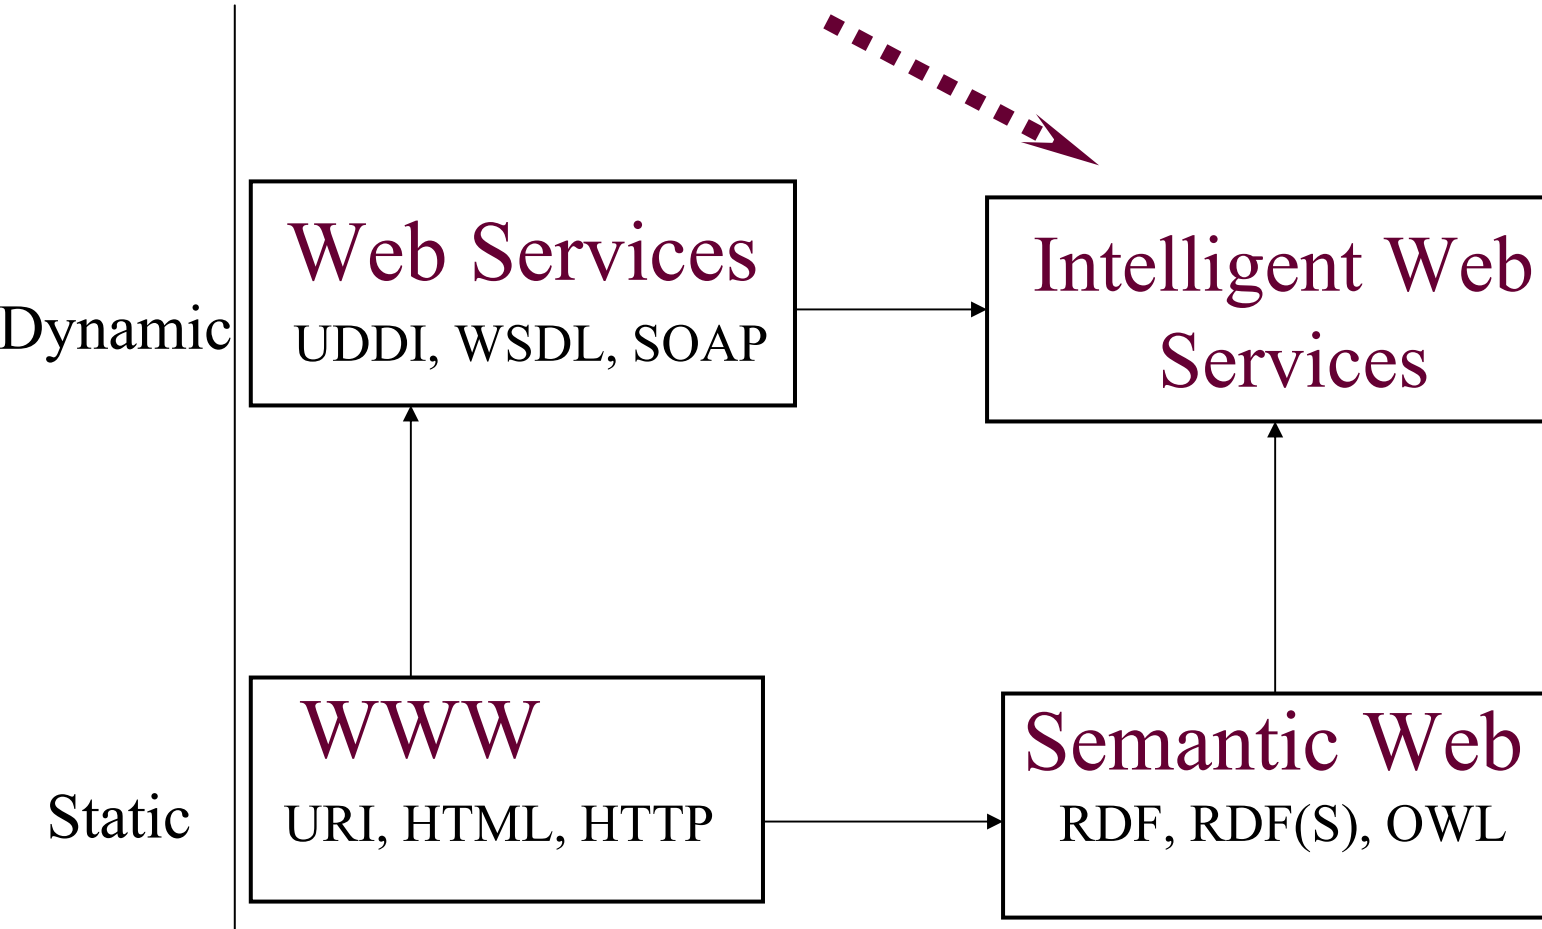 Web Services
UDDI, WSDL, SOAP
Intelligent Web
Services
Dynamic
WWW
URI, HTML, HTTP
Semantic Web
RDF, RDF(S), OWL
Static